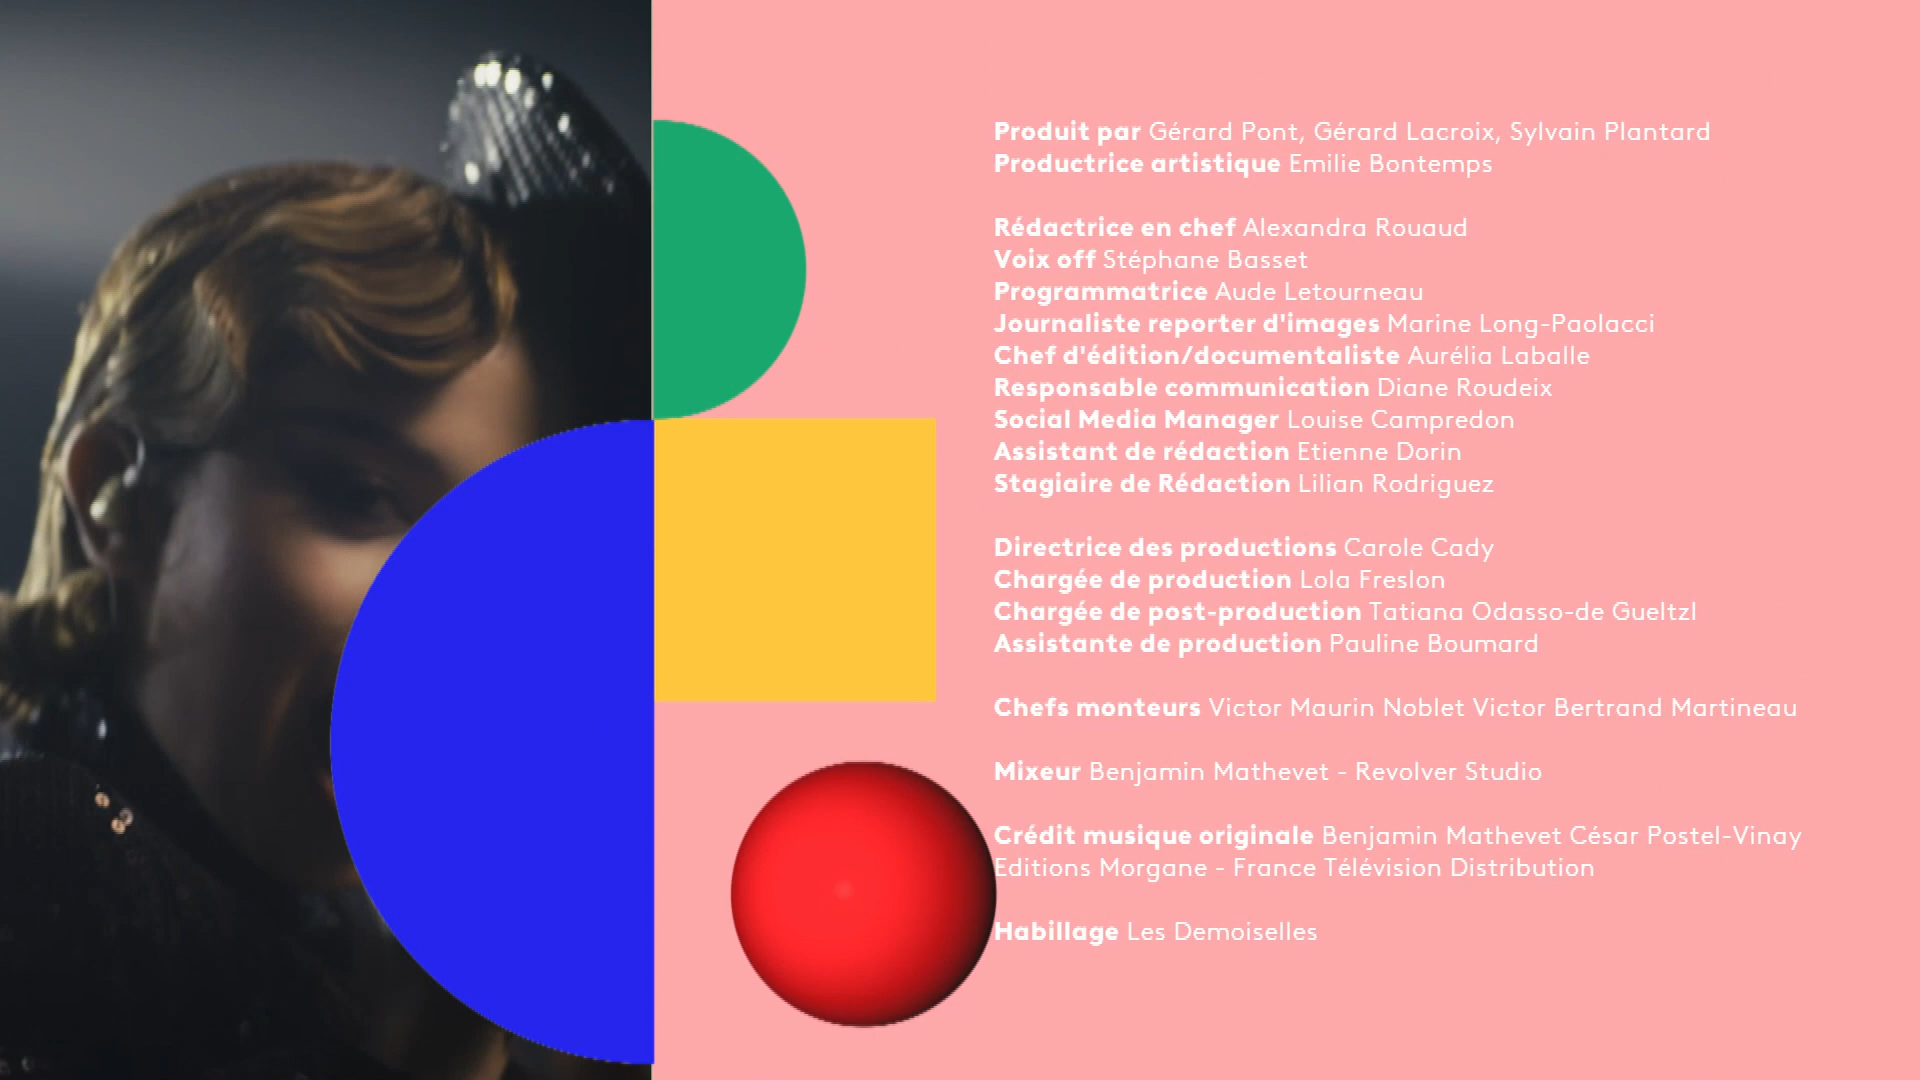 Produit par Gérard Pont, Gérard Lacroix, Sylvain Plantard
Productrice artistique Emilie Bontemps
Rédactrice en chef Alexandra Rouaud
Voix off Stéphane Basset
Programmatrice Aude Letourneau
Journaliste reporter d'images Marine Long-Paolacci
Chef d'édition/documentaliste Aurélia Laballe
Responsable communication Diane Roudeix
Social Media Manager Louise Campredon
Assistant de rédaction Etienne Dorin
Stagiaire de Rédaction Lilian Rodriguez
Directrice des productions Carole Cady
Chargée de production Lola Freslon
Chargée de post-production Tatiana Odasso-de Gueltzl
Assistante de production Pauline Boumard
Chefs monteurs Victor Maurin Noblet Victor Bertrand Martineau
Mixeur Benjamin Mathevet - Revolver Studio
Crédit musique originale Benjamin Mathevet César Postel-Vinay
Editions Morgane - France Télévision Distribution
Habillage Les Demoiselles